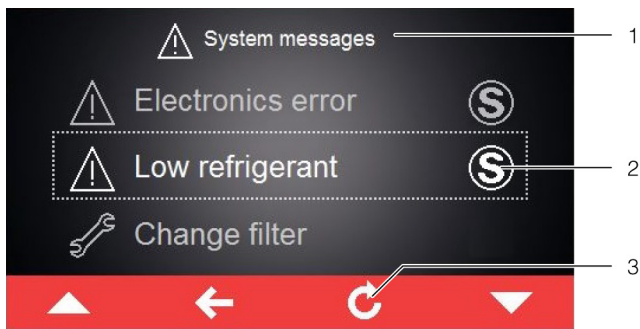 System messages
1
Electronics error S
Low refrigerant S
2
Change filter
3